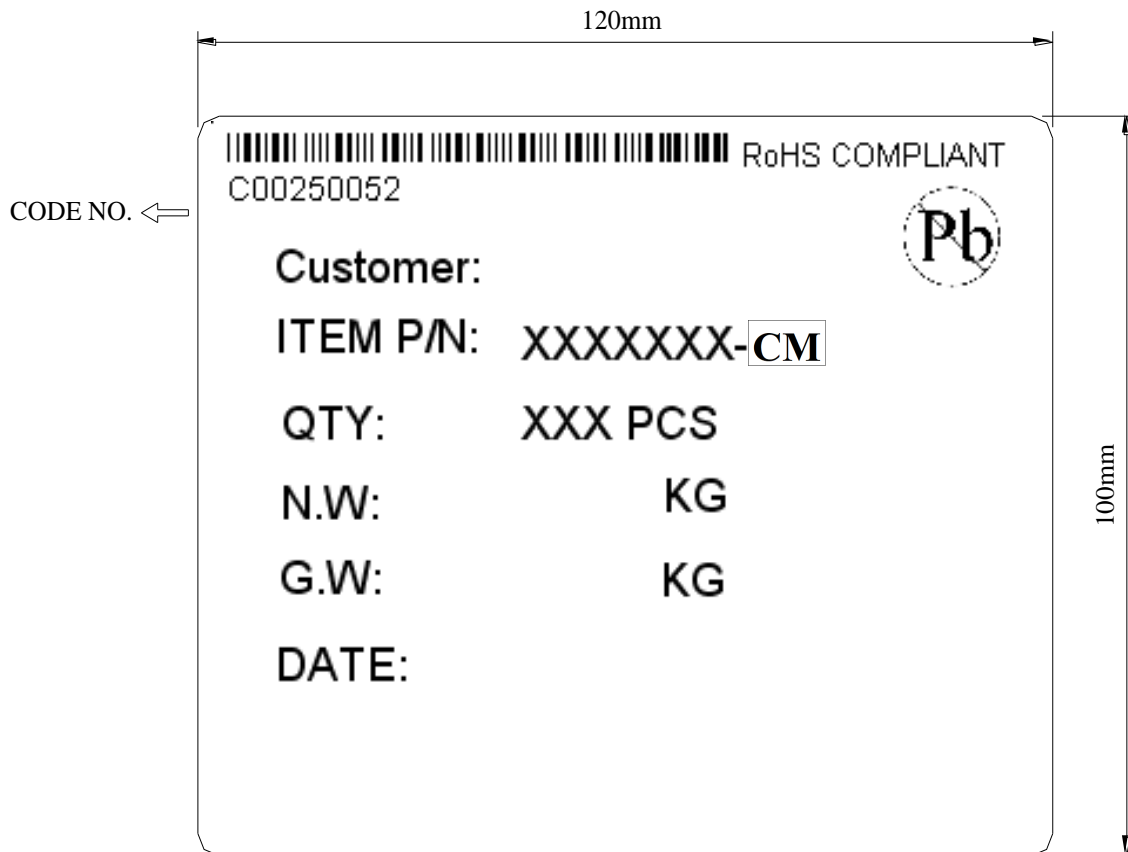 120mm
RoHS COMPLIANT
C00250052
CODE NO.
Pb
Customer:
ITEM P/N: XXXXXXX-CM
QTY: XXX PCS
N.W: KG
G.W: KG
DATE:
100mm